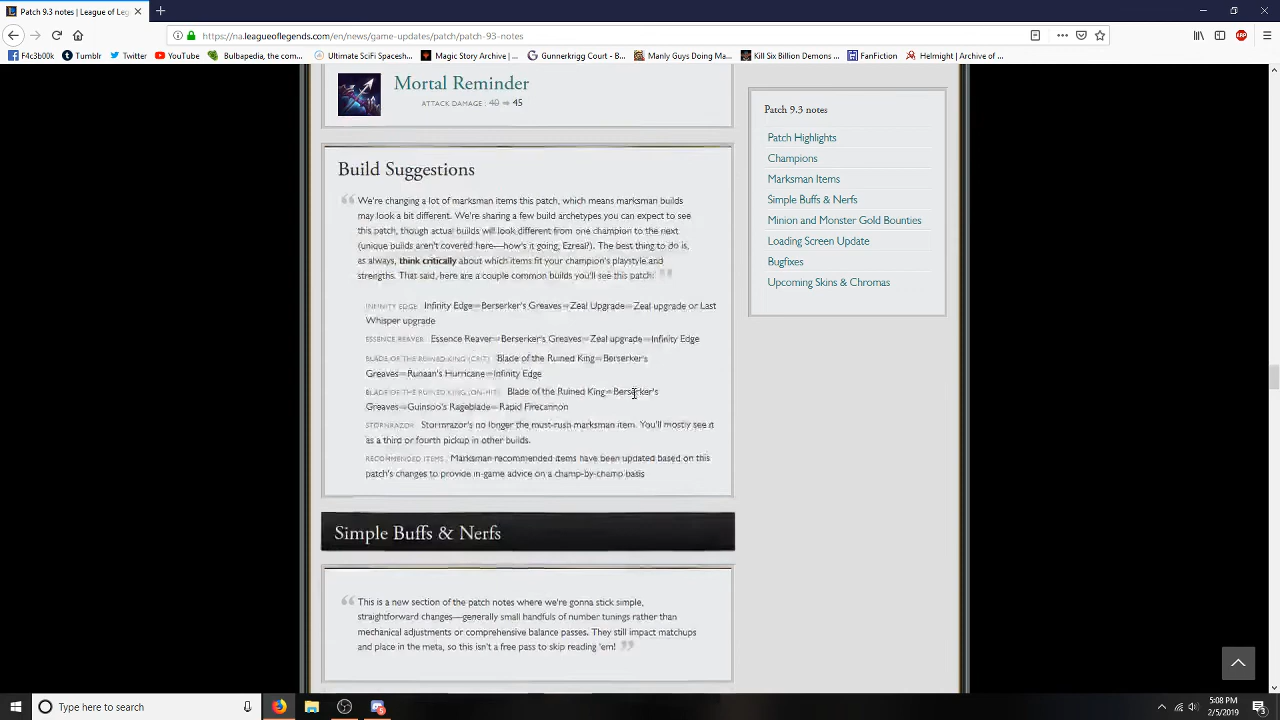 Patch 9.3 notes | League of Leg
https://na.leagueoflegends.com/en/news/game-updates/patch/patch-93-notes
F4c3b00k
Tumblr
Twitter
YouTube
Bulbapedia, the com...
Ultimate SciFi Spacesh...
Magic Story Archive |...
Gunnerkrigg Court - B...
Manly Guys Doing Ma...
Kill Six Billion Demons ...
FanFiction
Helmight | Archive of ...
Mortal Reminder
ATTACK DAMAGE : 40 ⇒ 45
Build Suggestions
We're changing a lot of marksman items this patch, which means marksman builds
may look a bit different. We're sharing a few build archetypes you can expect to see
this patch, though actual builds will look different from one champion to the next
(unique builds aren't covered here—how's it going, Ezreal?). The best thing to do is,
as always, think critically about which items fit your champion's playstyle and
strengths. That said, here are a couple common builds you'll see this patch:
INFINITY EDGE Infinity Edge⇒Berserker's Greaves⇒Zeal Upgrade⇒Zeal upgrade or Last
Whisper upgrade
ESSENCE REAVER Essence Reaver⇒Berserker's Greaves⇒Zeal upgrade⇒Infinity Edge
BLADE OF THE RUINED KING (CRIT) Blade of the Ruined King⇒Berserker's
Greaves⇒Runaan's Hurricane⇒Infinity Edge
BLADE OF THE RUINED KING (ON-HIT) Blade of the Ruined King⇒Berserker's
Greaves⇒Guinsoo's Rageblade⇒Rapid Firecannon
STORMRAZOR Stormrazor's no longer the must-rush marksman item. You'll mostly see it
as a third or fourth pickup in other builds.
RECOMMENDED ITEMS Marksman recommended items have been updated based on this
patch's changes to provide in-game advice on a champ-by-champ basis
Simple Buffs & Nerfs
This is a new section of the patch notes where we're gonna stick simple,
straightforward changes—generally small handfuls of number tunings rather than
mechanical adjustments or comprehensive balance passes. They still impact matchups
and place in the meta, so this isn't a free pass to skip reading 'em!
Patch 9.3 notes
Patch Highlights
Champions
Marksman Items
Simple Buffs & Nerfs
Minion and Monster Gold Bounties
Loading Screen Update
Bugfixes
Upcoming Skins & Chromas
Type here to search
5:08 PM
2/5/2019